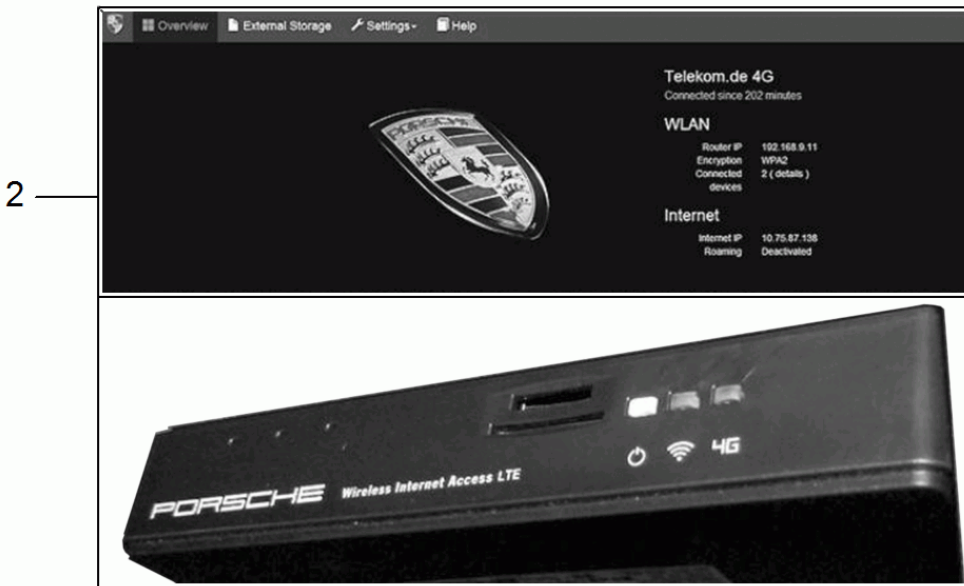 Overview External Storage Settings Help
Telekom.de 4G
Connected since 202 minutes
WLAN
Router IP 192.168.9.11
Encryption WPA2
Connected devices 2 ( details )
Internet
Internet IP 10.75.87.138
Roaming Deactivated
2
PORSCHE
PORSCHE Wireless Internet Access LTE
4G